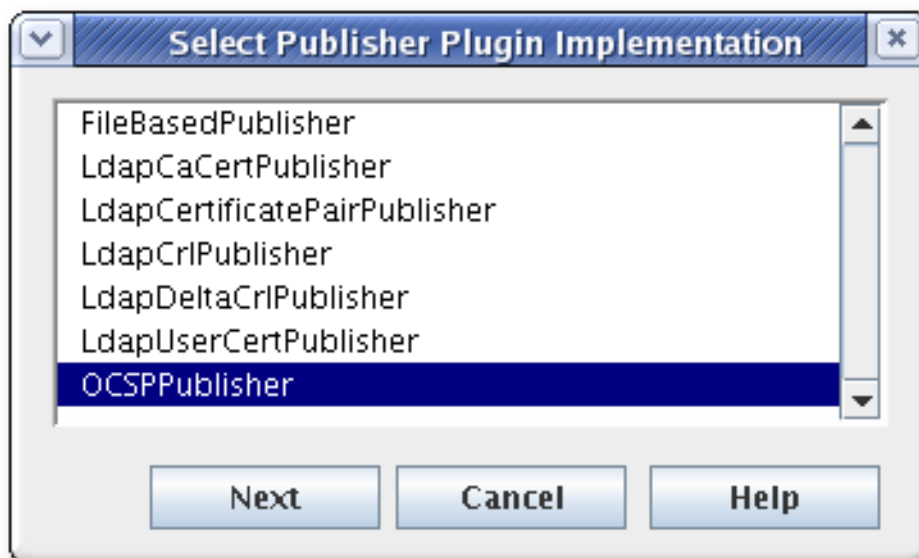 Select Publisher Plugin Implementation
FileBasedPublisher
LdapCaCertPublisher
LdapCertificatePairPublisher
LdapCrlPublisher
LdapDeltaCrlPublisher
LdapUserCertPublisher
OCSPPublisher
Next Cancel Help